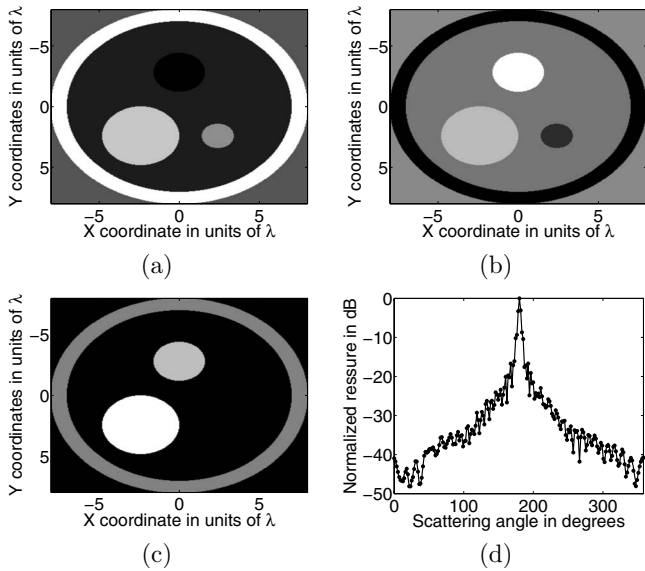 Y coordinates in units of λ
−5
0
5
−5
0
5
X coordinate in units of λ
(a)
Y coordinates in units of λ
−5
0
5
−5
0
5
X coordinate in units of λ
(b)
Y coordinates in units of λ
−5
0
5
−5
0
5
X coordinate in units of λ
(c)
Normalized ressure in dB
0
−10
−20
−30
−40
−50
0
100
200
300
Scattering angle in degrees
(d)